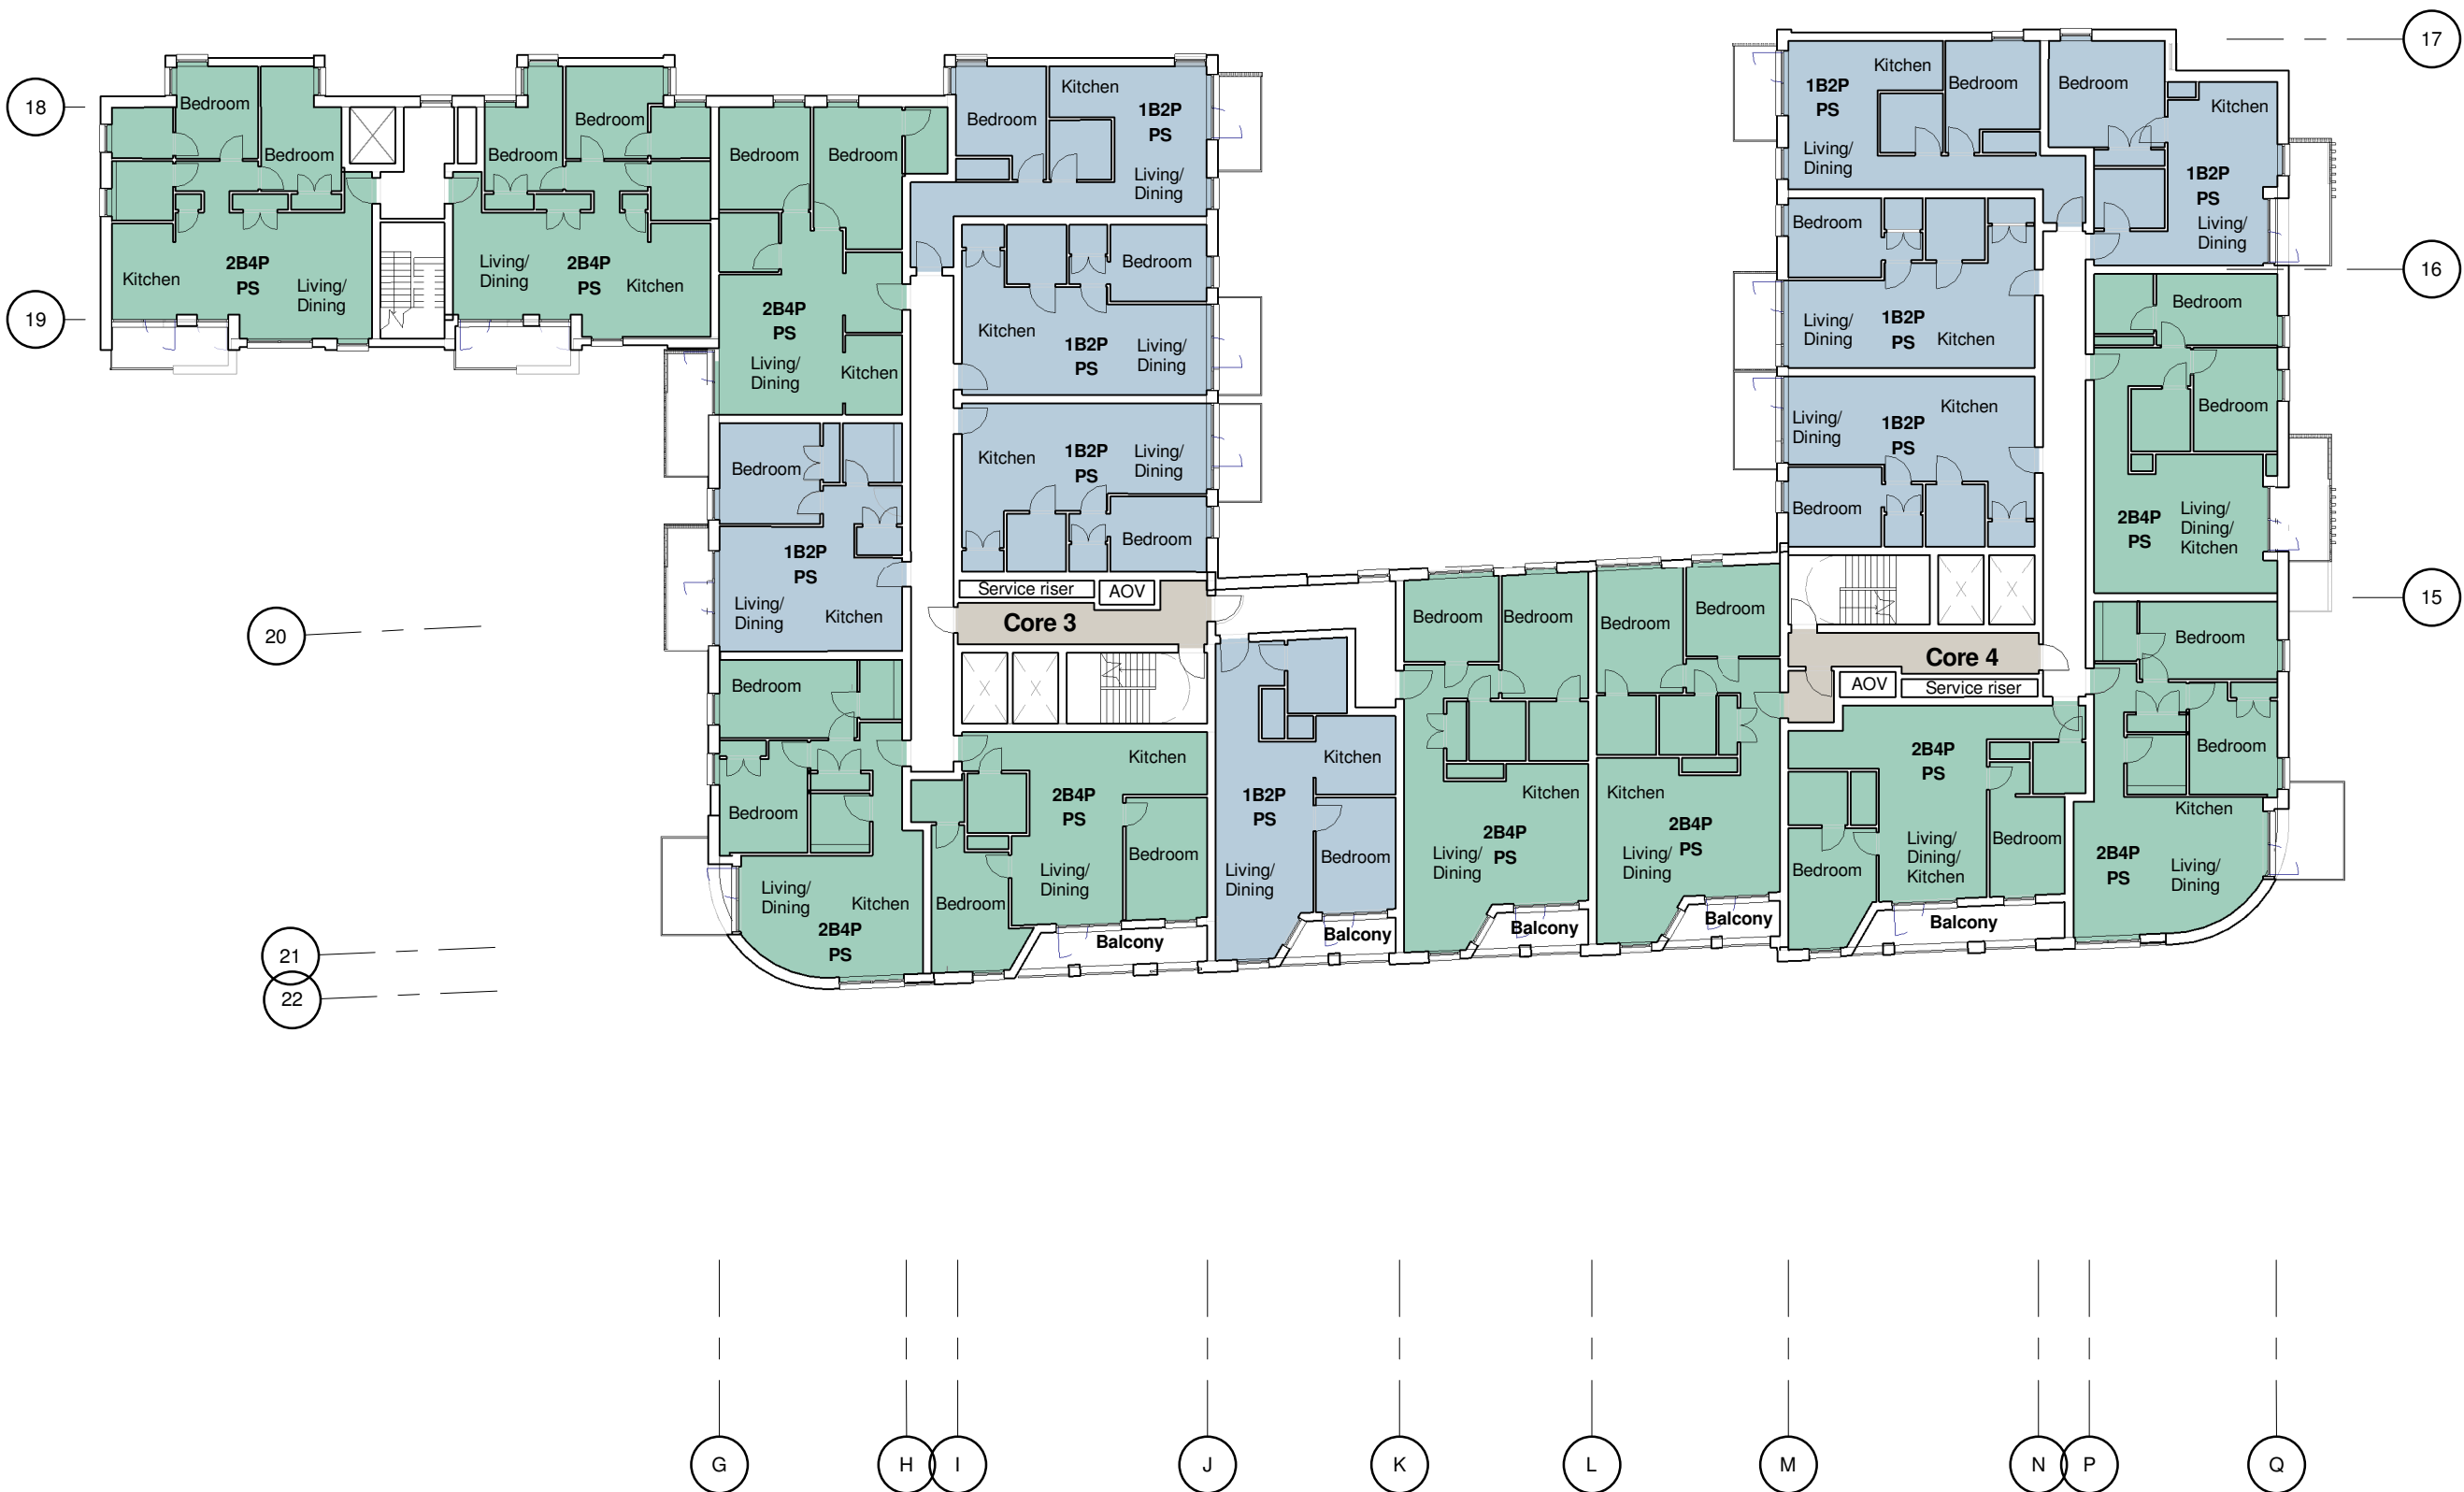 17
18
16
19
15
20
21
22
Bedroom
Bedroom
Kitchen
2B4P
PS
Living/
Dining
Bedroom
Bedroom
Living/
Dining
2B4P
PS
Kitchen
Bedroom
Bedroom
2B4P
PS
Living/
Dining
Kitchen
Bedroom
Kitchen
1B2P
PS
Living/
Dining
Bedroom
Kitchen
1B2P
PS
Living/
Dining
Kitchen
1B2P
PS
Living/
Dining
Bedroom
Bedroom
1B2P
PS
Living/
Dining
Kitchen
Service riser
AOV
Core 3
Bedroom
Bedroom
Living/
Dining
Kitchen
2B4P
PS
Kitchen
2B4P
PS
Living/
Dining
Bedroom
Bedroom
Balcony
1B2P
PS
Kitchen
Living/
Dining
Bedroom
Balcony
Bedroom
Bedroom
Kitchen
2B4P
PS
Living/
Dining
Balcony
Bedroom
Bedroom
Kitchen
2B4P
PS
Living/
Dining
Balcony
1B2P
PS
Kitchen
Bedroom
Living/
Dining
Bedroom
Kitchen
1B2P
PS
Living/
Dining
Bedroom
Living/
Dining
1B2P
PS
Kitchen
Living/
Dining
1B2P
PS
Kitchen
Bedroom
Bedroom
Bedroom
2B4P
PS
Living/
Dining/
Kitchen
Core 4
AOV
Service riser
2B4P
PS
Living/
Dining/
Kitchen
Bedroom
Bedroom
Balcony
Bedroom
Bedroom
Kitchen
2B4P
PS
Living/
Dining
G
H
I
J
K
L
M
N
P
Q